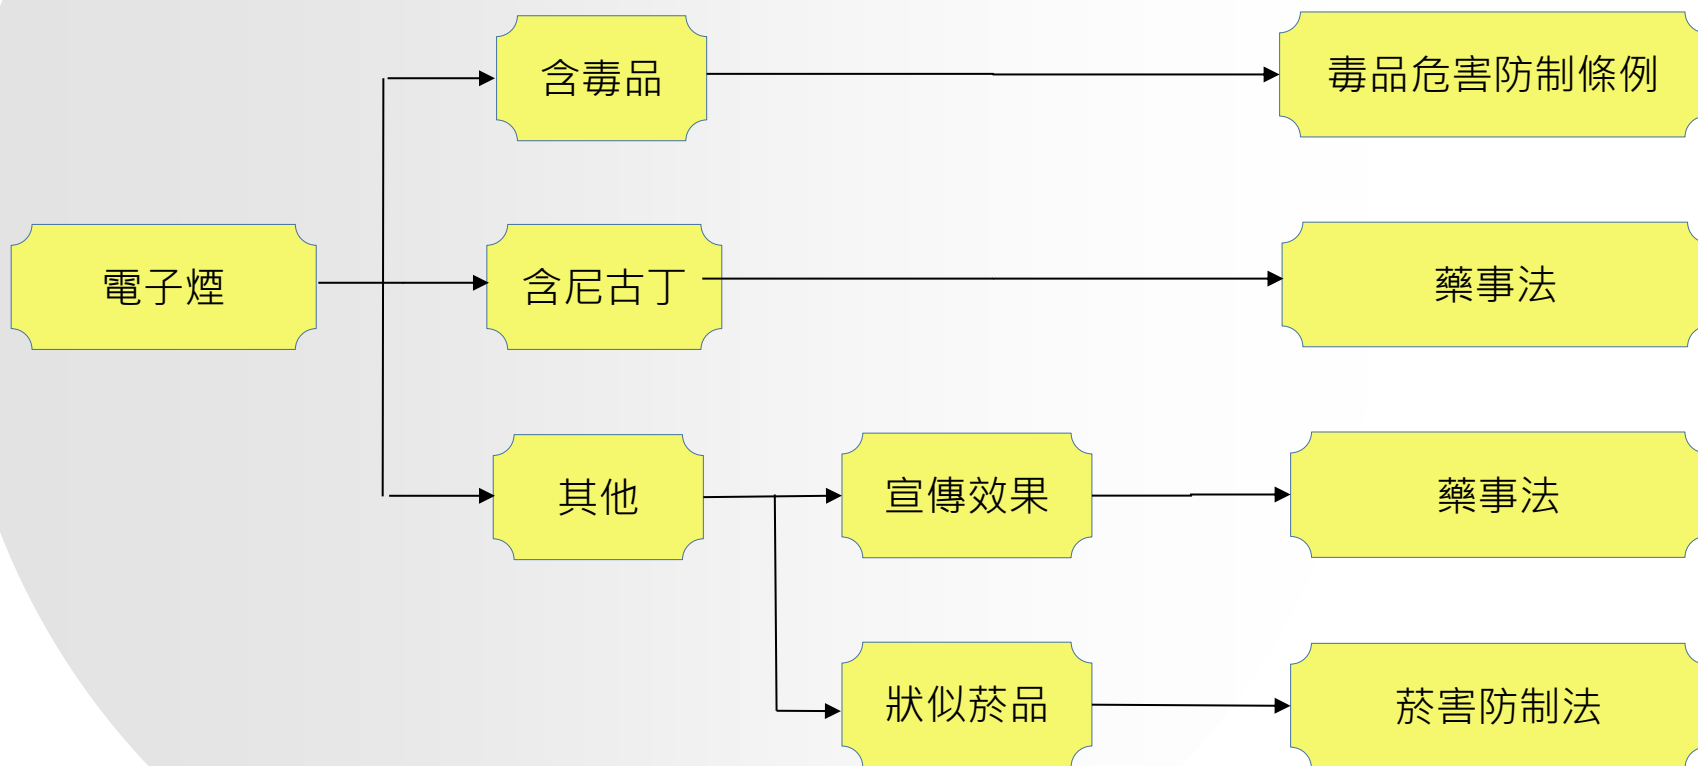 含毒品
毒品危害防制條例
電子煙
含尼古丁
藥事法
其他
宣傳效果
藥事法
狀似菸品
菸害防制法